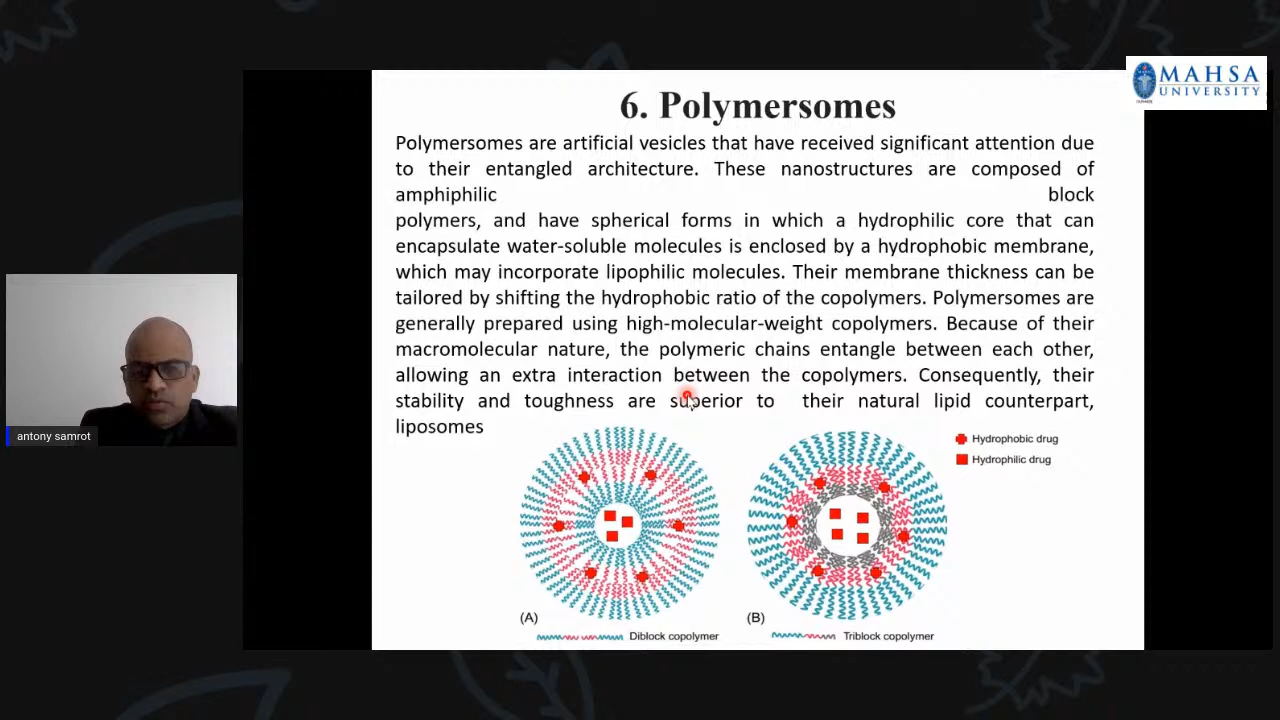 MAHSA
UNIVERSITY
6. Polymersomes
Polymersomes are artificial vesicles that have received significant attention due
to their entangled architecture. These nanostructures are composed of
amphiphilic block
polymers, and have spherical forms in which a hydrophilic core that can
encapsulate water-soluble molecules is enclosed by a hydrophobic membrane,
which may incorporate lipophilic molecules. Their membrane thickness can be
tailored by shifting the hydrophobic ratio of the copolymers. Polymersomes are
generally prepared using high-molecular-weight copolymers. Because of their
macromolecular nature, the polymeric chains entangle between each other,
allowing an extra interaction between the copolymers. Consequently, their
stability and toughness are superior to their natural lipid counterpart,
liposomes
Hydrophobic drug
Hydrophilic drug
(A)
Diblock copolymer
(B)
Triblock copolymer
antony samrot